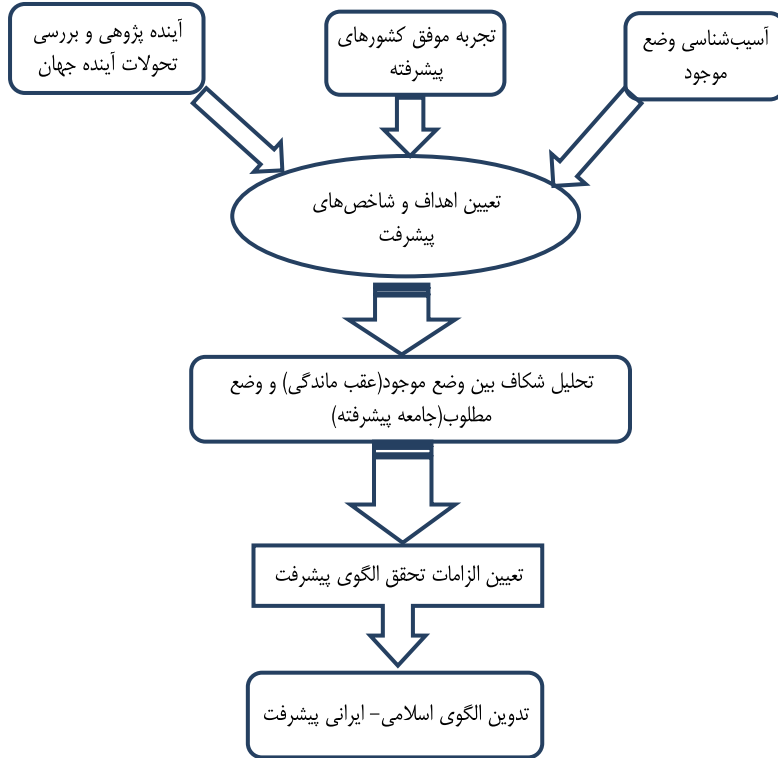 آسیب‌شناسی وضع
موجود
تجربه موفق کشورهای
پیشرفته
آینده پژوهی و بررسی
تحولات آینده جهان
تعیین اهداف و شاخص‌های
پیشرفت
تحلیل شکاف بین وضع موجود(عقب ماندگی) و وضع
مطلوب(جامعه پیشرفته)
تعیین الزامات تحقق الگوی پیشرفت
تدوین الگوی اسلامی- ایرانی پیشرفت